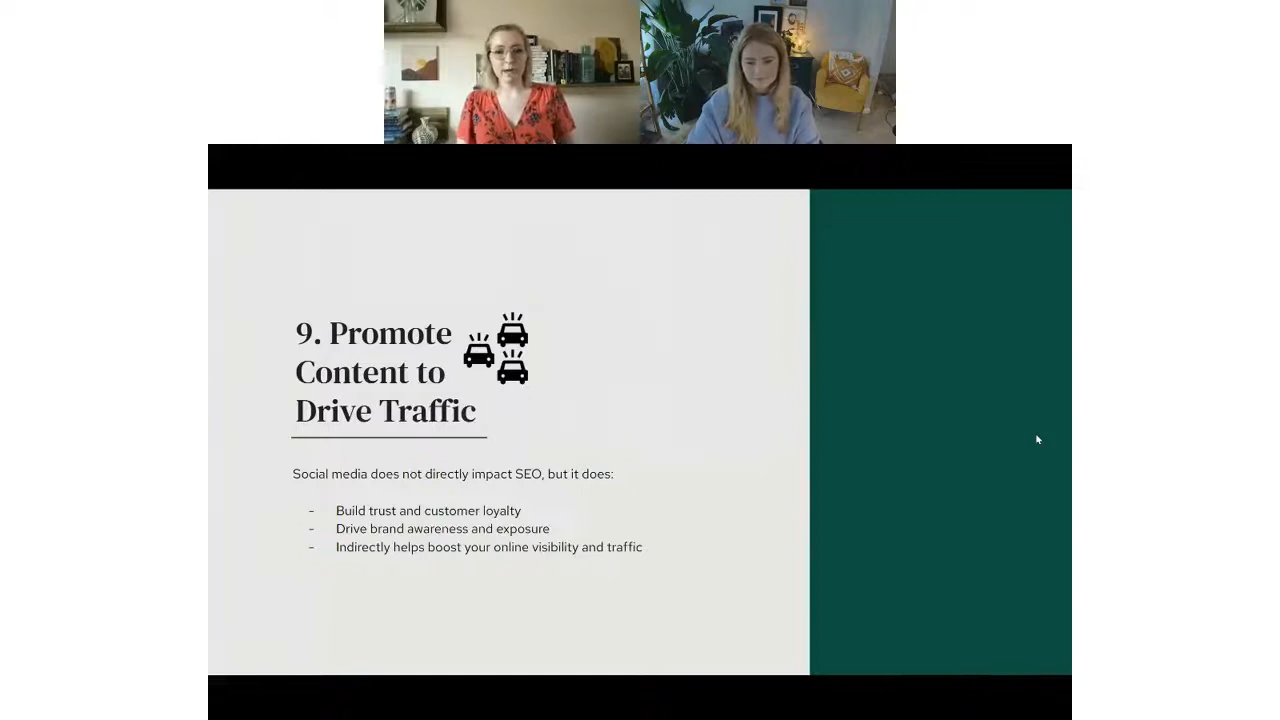 9. Promote
Content to
Drive Traffic
Social media does not directly impact SEO, but it does:
- Build trust and customer loyalty
- Drive brand awareness and exposure
- Indirectly helps boost your online visibility and traffic